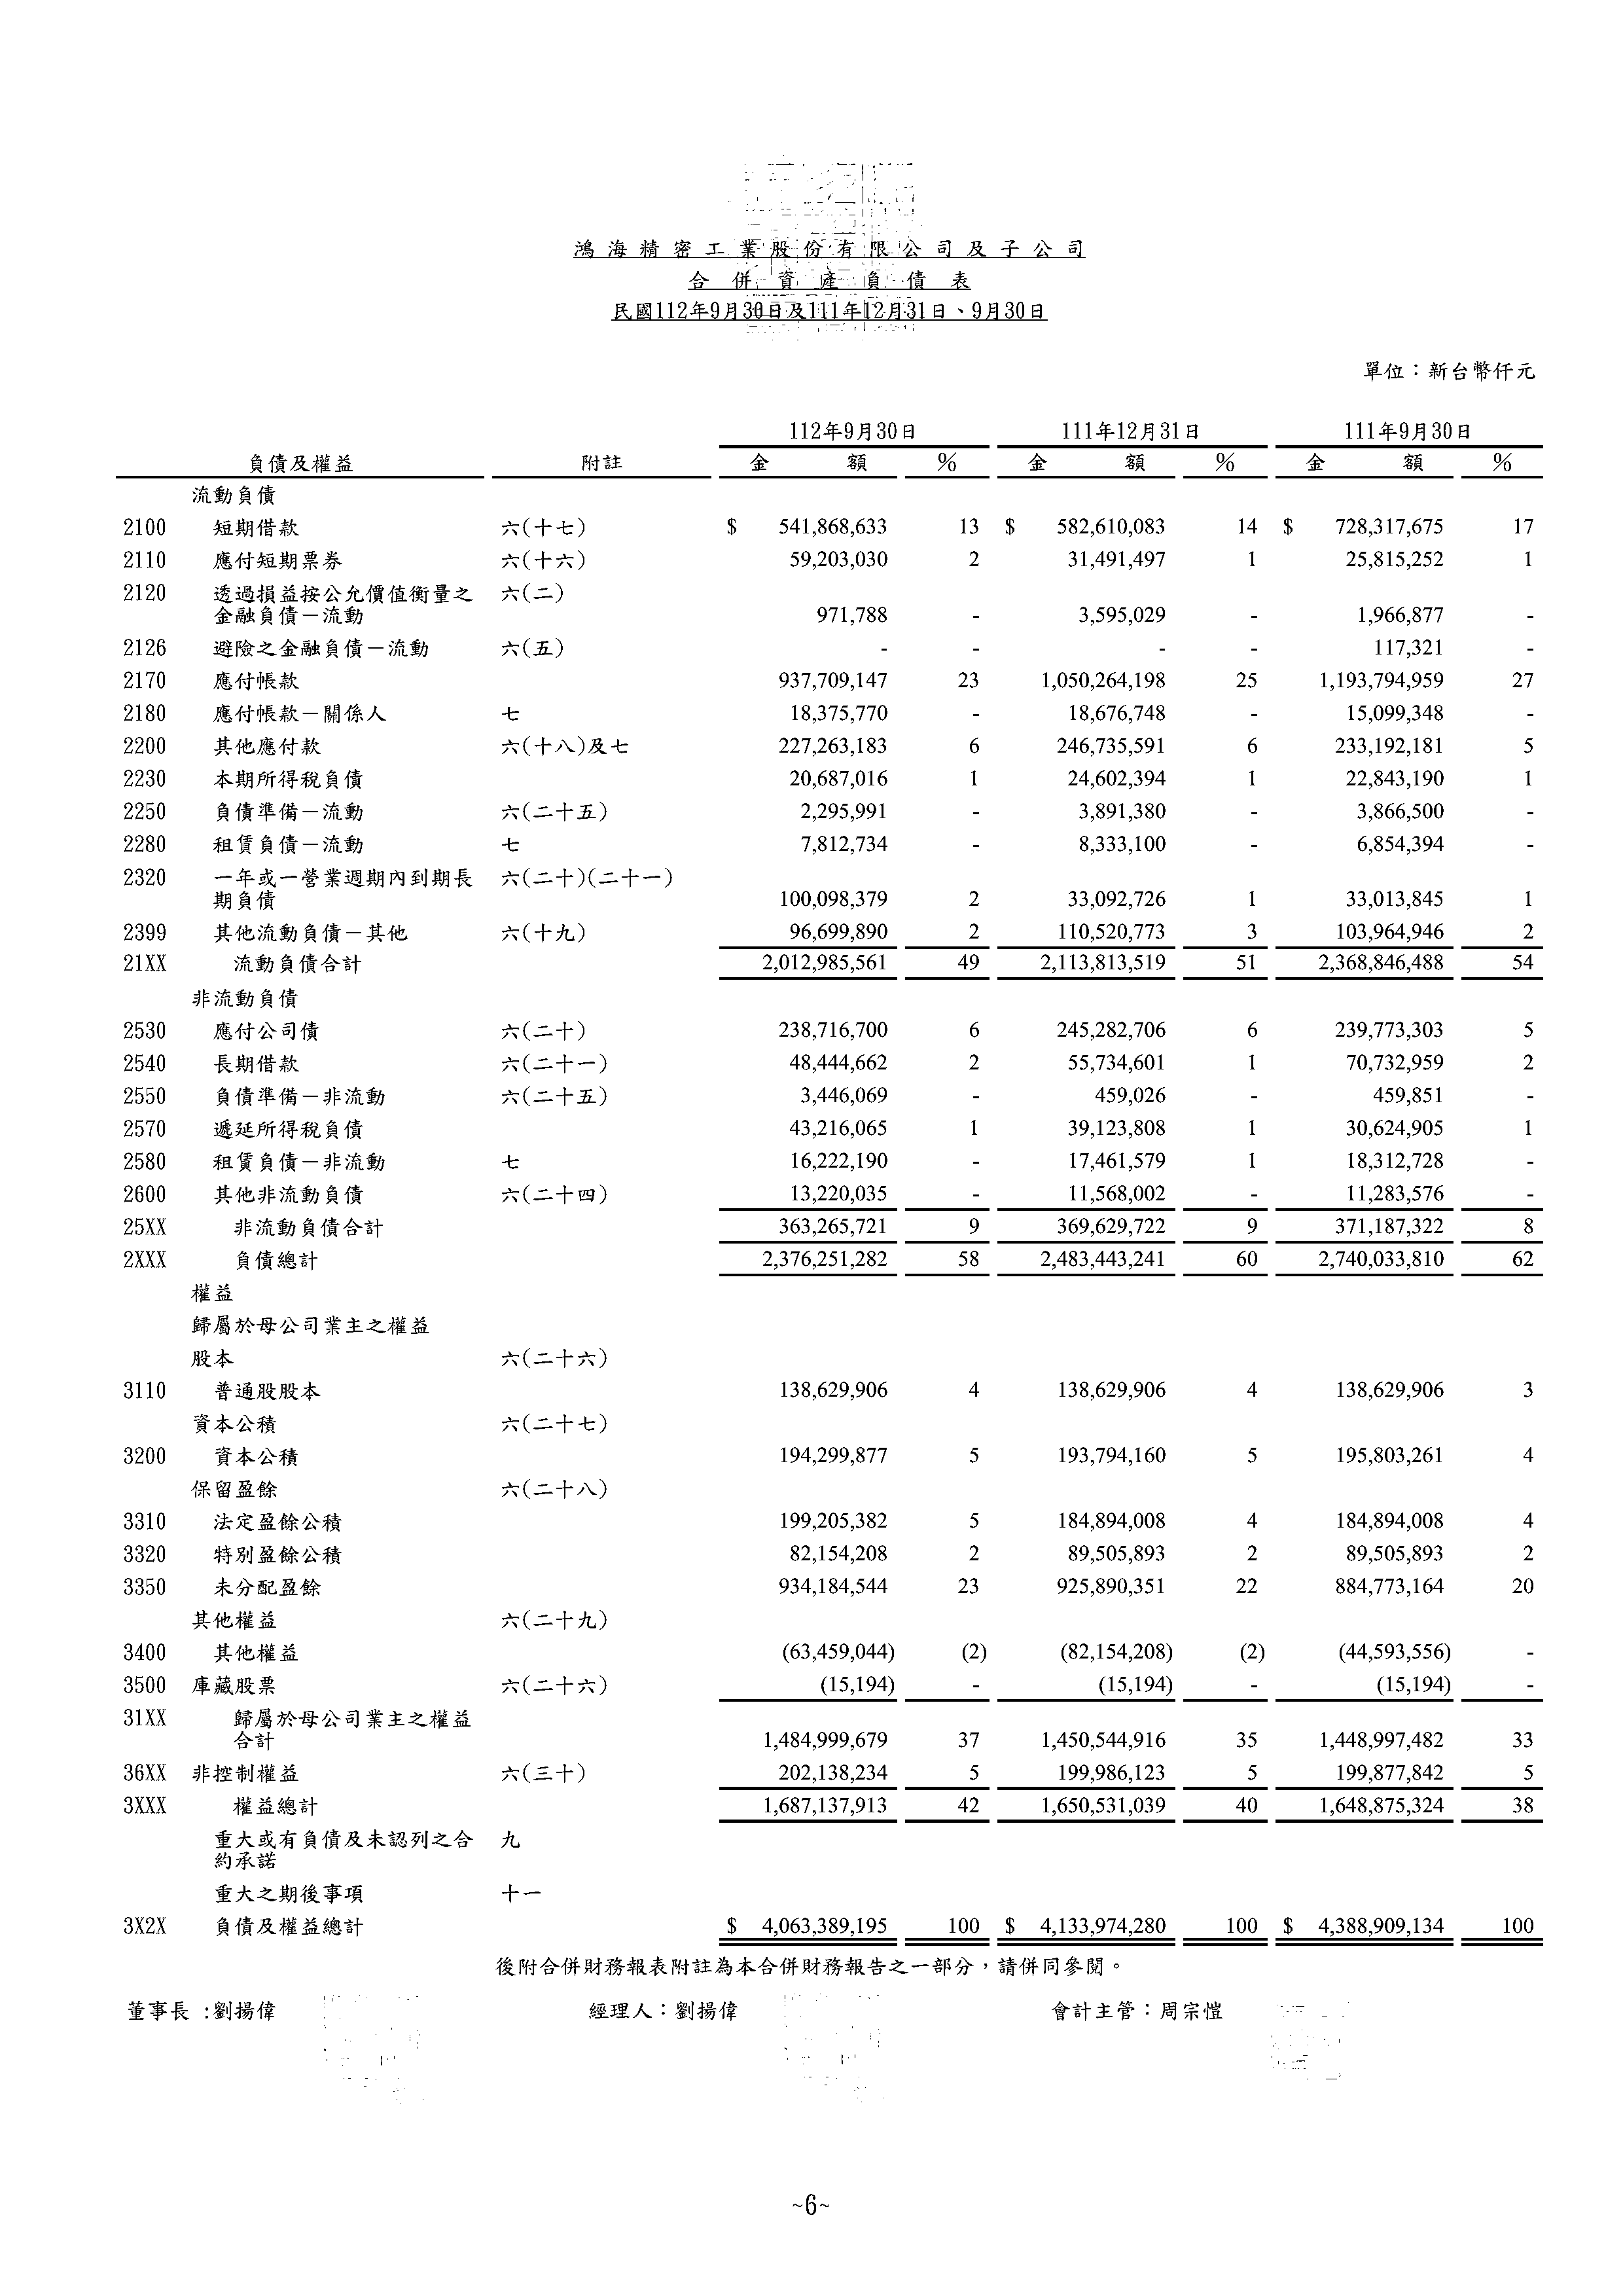 鴻海精密工業股份有限公司及子公司
合併資產負債表
民國112年9月30日及111年12月31日、9月30日
單位：新台幣仟元
112年9月30日 111年12月31日 111年9月30日
負債及權益 附註 金額 % 金額 % 金額 %
流動負債
2100 短期借款 六(十七) $ 541,868,633 13 $ 582,610,083 14 $ 728,317,675 17
2110 應付短期票券 六(十六) 59,203,030 2 31,491,497 1 25,815,252 1
2120 透過損益按公允價值衡量之 六(二)
金融負債－流動 971,788 - 3,595,029 - 1,966,877 -
2126 避險之金融負債－流動 六(五) - - - - 117,321 -
2170 應付帳款 937,709,147 23 1,050,264,198 25 1,193,794,959 27
2180 應付帳款－關係人 七 18,375,770 - 18,676,748 - 15,099,348 -
2200 其他應付款 六(十八)及七 227,263,183 6 246,735,591 6 233,192,181 5
2230 本期所得稅負債 20,687,016 1 24,602,394 1 22,843,190 1
2250 負債準備－流動 六(二十五) 2,295,991 - 3,891,380 - 3,866,500 -
2280 租賃負債－流動 七 7,812,734 - 8,333,100 - 6,854,394 -
2320 一年或一營業週期內到期長 六(二十)(二十一)
期負債 100,098,379 2 33,092,726 1 33,013,845 1
2399 其他流動負債－其他 六(十九) 96,699,890 2 110,520,773 3 103,964,946 2
21XX 流動負債合計 2,012,985,561 49 2,113,813,519 51 2,368,846,488 54
非流動負債
2530 應付公司債 六(二十) 238,716,700 6 245,282,706 6 239,773,303 5
2540 長期借款 六(二十一) 48,444,662 2 55,734,601 1 70,732,959 2
2550 負債準備－非流動 六(二十五) 3,446,069 - 459,026 - 459,851 -
2570 遞延所得稅負債 43,216,065 1 39,123,808 1 30,624,905 1
2580 租賃負債－非流動 七 16,222,190 - 17,461,579 1 18,312,728 -
2600 其他非流動負債 六(二十四) 13,220,035 - 11,568,002 - 11,283,576 -
25XX 非流動負債合計 363,265,721 9 369,629,722 9 371,187,322 8
2XXX 負債總計 2,376,251,282 58 2,483,443,241 60 2,740,033,810 62
權益
歸屬於母公司業主之權益
股本 六(二十六)
3110 普通股股本 138,629,906 4 138,629,906 4 138,629,906 3
資本公積 六(二十七)
3200 資本公積 194,299,877 5 193,794,160 5 195,803,261 4
保留盈餘 六(二十八)
3310 法定盈餘公積 199,205,382 5 184,894,008 4 184,894,008 4
3320 特別盈餘公積 82,154,208 2 89,505,893 2 89,505,893 2
3350 未分配盈餘 934,184,544 23 925,890,351 22 884,773,164 20
其他權益 六(二十九)
3400 其他權益 (63,459,044) (2) (82,154,208) (2) (44,593,556) -
3500 庫藏股票 六(二十六) (15,194) - (15,194) - (15,194) -
31XX 歸屬於母公司業主之權益
合計 1,484,999,679 37 1,450,544,916 35 1,448,997,482 33
36XX 非控制權益 六(三十) 202,138,234 5 199,986,123 5 199,877,842 5
3XXX 權益總計 1,687,137,913 42 1,650,531,039 40 1,648,875,324 38
重大或有負債及未認列之合 九
約承諾
重大之期後事項 十一
3X2X 負債及權益總計 $ 4,063,389,195 100 $ 4,133,974,280 100 $ 4,388,909,134 100
後附合併財務報表附註為本合併財務報告之一部分，請併同參閱。
董事長：劉揚偉 經理人：劉揚偉 會計主管：周宗愷
~6~